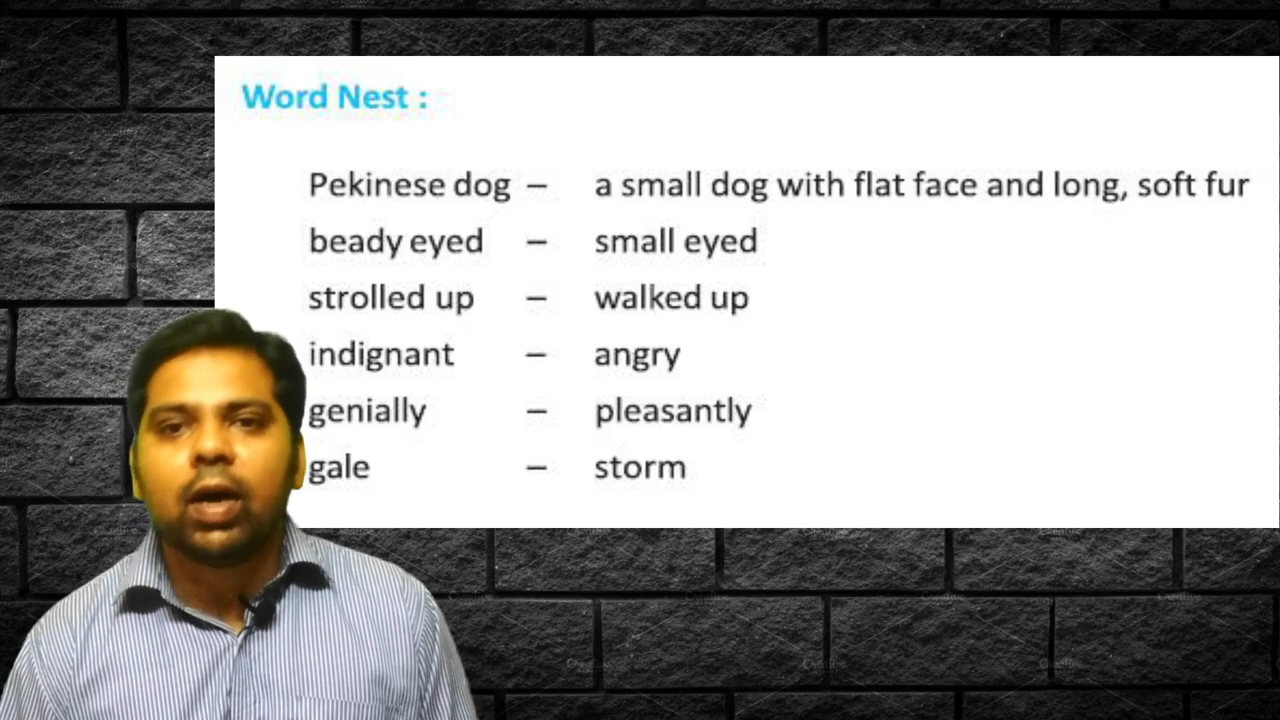 Word Nest :
Pekinese dog – a small dog with flat face and long, soft fur
beady eyed – small eyed
strolled up – walked up
indignant – angry
genially – pleasantly
gale – storm